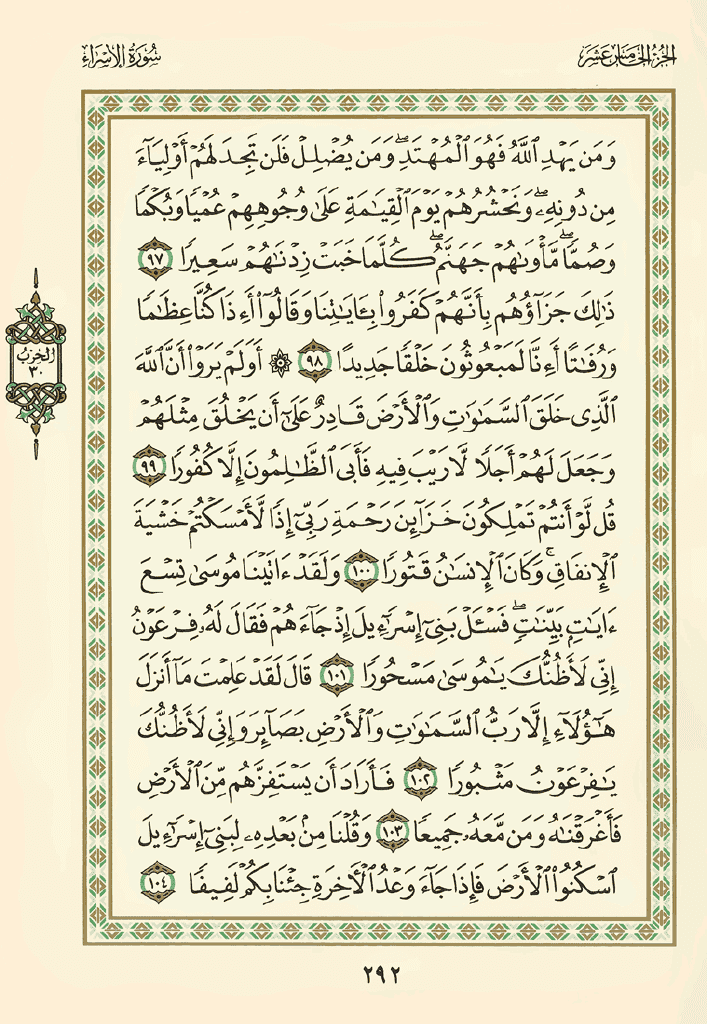 الجزء الخامس عشر
سُورَةُ الإِسْرَاءِ
وَمَن يَهْدِ ٱللَّهُ فَهُوَ ٱلْمُهْتَدِ ۖ وَمَن يُضْلِلْ فَلَن تَجِدَ لَهُمْ أَوْلِيَآءَ
مِن دُونِهِۦ ۖ وَنَحْشُرُهُمْ يَوْمَ ٱلْقِيَـٰمَةِ عَلَىٰ وُجُوهِهِمْ عُمْيًا وَبُكْمًا
وَصُمًّا ۖ مَّأْوَىٰهُمْ جَهَنَّمُ ۖ كُلَّمَا خَبَتْ زِدْنَـٰهُمْ سَعِيرًا ٩٧
ذَٰلِكَ جَزَآؤُهُم بِأَنَّهُمْ كَفَرُوا۟ بِـَٔايَـٰتِنَا وَقَالُوٓا۟ أَءِذَا كُنَّا عِظَـٰمًا
وَرُفَـٰتًا أَءِنَّا لَمَبْعُوثُونَ خَلْقًا جَدِيدًا ٩٨ ۞ أَوَلَمْ يَرَوْا۟ أَنَّ ٱللَّهَ
ٱلَّذِى خَلَقَ ٱلسَّمَـٰوَٰتِ وَٱلْأَرْضَ قَادِرٌ عَلَىٰٓ أَن يَخْلُقَ مِثْلَهُمْ
وَجَعَلَ لَهُمْ أَجَلًا لَّا رَيْبَ فِيهِ فَأَبَى ٱلظَّـٰلِمُونَ إِلَّا كُفُورًا ٩٩
قُل لَّوْ أَنتُمْ تَمْلِكُونَ خَزَآئِنَ رَحْمَةِ رَبِّىٓ إِذًا لَّأَمْسَكْتُمْ خَشْيَةَ
ٱلْإِنفَاقِ ۚ وَكَانَ ٱلْإِنسَـٰنُ قَتُورًا ١٠٠ وَلَقَدْ ءَاتَيْنَا مُوسَىٰ تِسْعَ
ءَايَـٰتٍۭ بَيِّنَـٰتٍ ۖ فَسْـَٔلْ بَنِىٓ إِسْرَٰٓءِيلَ إِذْ جَآءَهُمْ فَقَالَ لَهُۥ فِرْعَوْنُ
إِنِّى لَأَظُنُّكَ يَـٰمُوسَىٰ مَسْحُورًا ١٠١ قَالَ لَقَدْ عَلِمْتَ مَآ أَنزَلَ
هَـٰٓؤُلَآءِ إِلَّا رَبُّ ٱلسَّمَـٰوَٰتِ وَٱلْأَرْضِ بَصَآئِرَ وَإِنِّى لَأَظُنُّكَ
يَـٰفِرْعَوْنُ مَثْبُورًا ١٠٢ فَأَرَادَ أَن يَسْتَفِزَّهُم مِّنَ ٱلْأَرْضِ
فَأَغْرَقْنَـٰهُ وَمَن مَّعَهُۥ جَمِيعًا ١٠٣ وَقُلْنَا مِنۢ بَعْدِهِۦ لِبَنِىٓ إِسْرَٰٓءِيلَ
ٱسْكُنُوا۟ ٱلْأَرْضَ فَإِذَا جَآءَ وَعْدُ ٱلْـَٔاخِرَةِ جِئْنَا بِكُمْ لَفِيفًا ١٠٤
الحزب
٣٠
٢٩٢